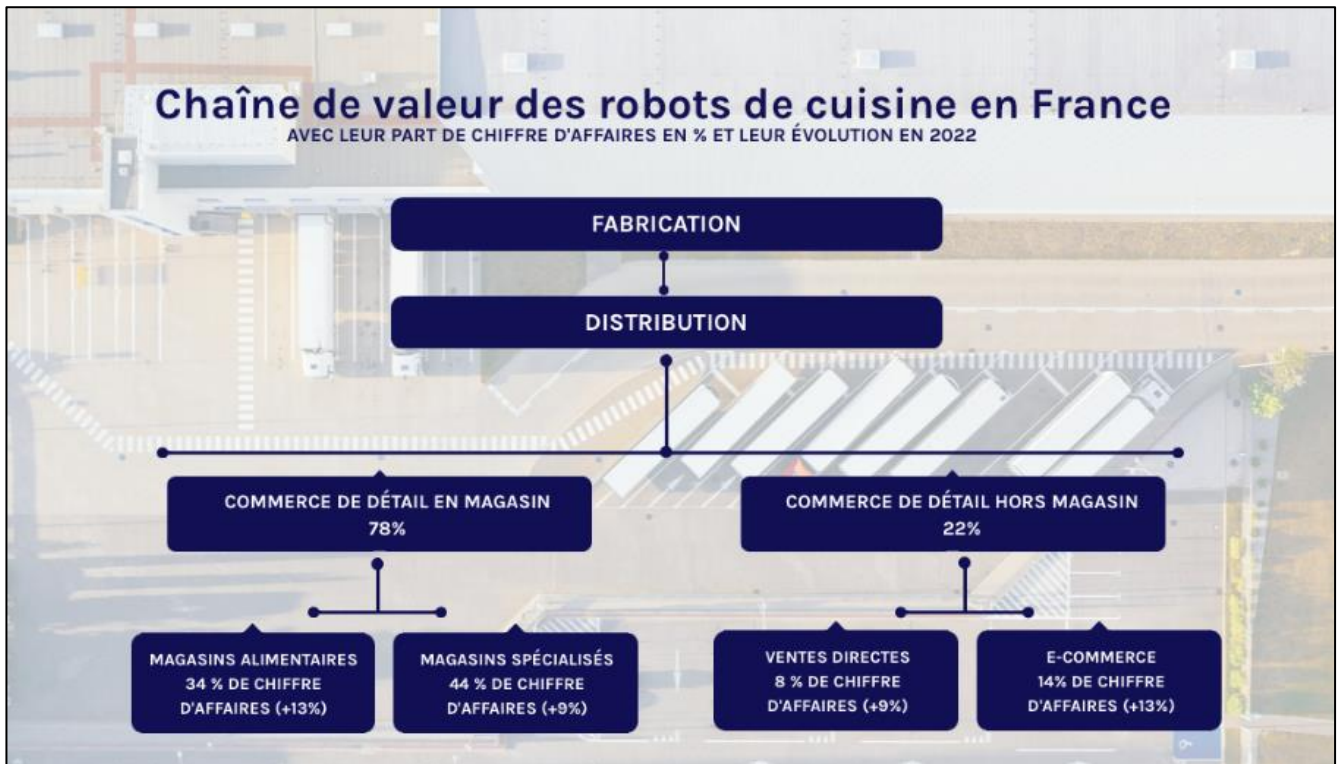 Chaîne de valeur des robots de cuisine en France
AVEC LEUR PART DE CHIFFRE D'AFFAIRES EN % ET LEUR ÉVOLUTION EN 2022
FABRICATION
DISTRIBUTION
COMMERCE DE DÉTAIL EN MAGASIN
78%
COMMERCE DE DÉTAIL HORS MAGASIN
22%
MAGASINS ALIMENTAIRES
34 % DE CHIFFRE
D'AFFAIRES (+13%)
MAGASINS SPÉCIALISÉS
44 % DE CHIFFRE
D'AFFAIRES (+9%)
VENTES DIRECTES
8 % DE CHIFFRE
D'AFFAIRES (+9%)
E-COMMERCE
14% DE CHIFFRE
D'AFFAIRES (+13%)